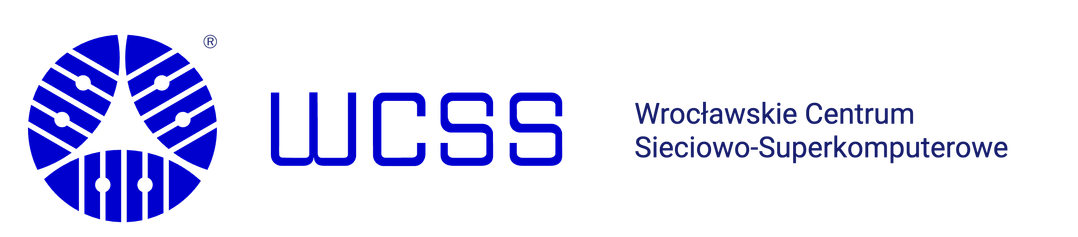 ®
WCSS
Wrocławskie Centrum
Sieciowo-Superkomputerowe